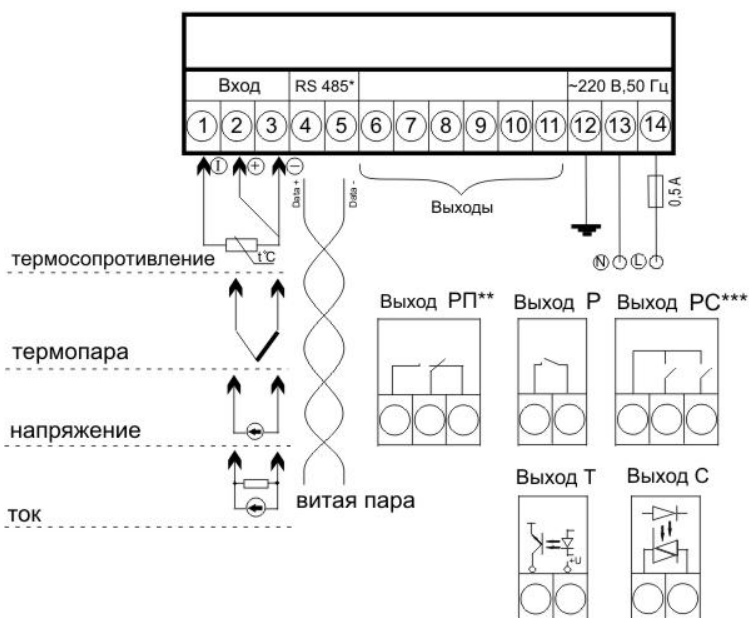 Вход RS 485* ~220 В,50 Гц
1 2 3 4 5 6 7 8 9 10 11 12 13 14
I + −
Data +
Data -
Выходы
0,5 А
t°C
термосопротивление
N L
Выход РП** Выход Р Выход РС***
термопара
напряжение
Выход Т Выход С
витая пара
ток
+U